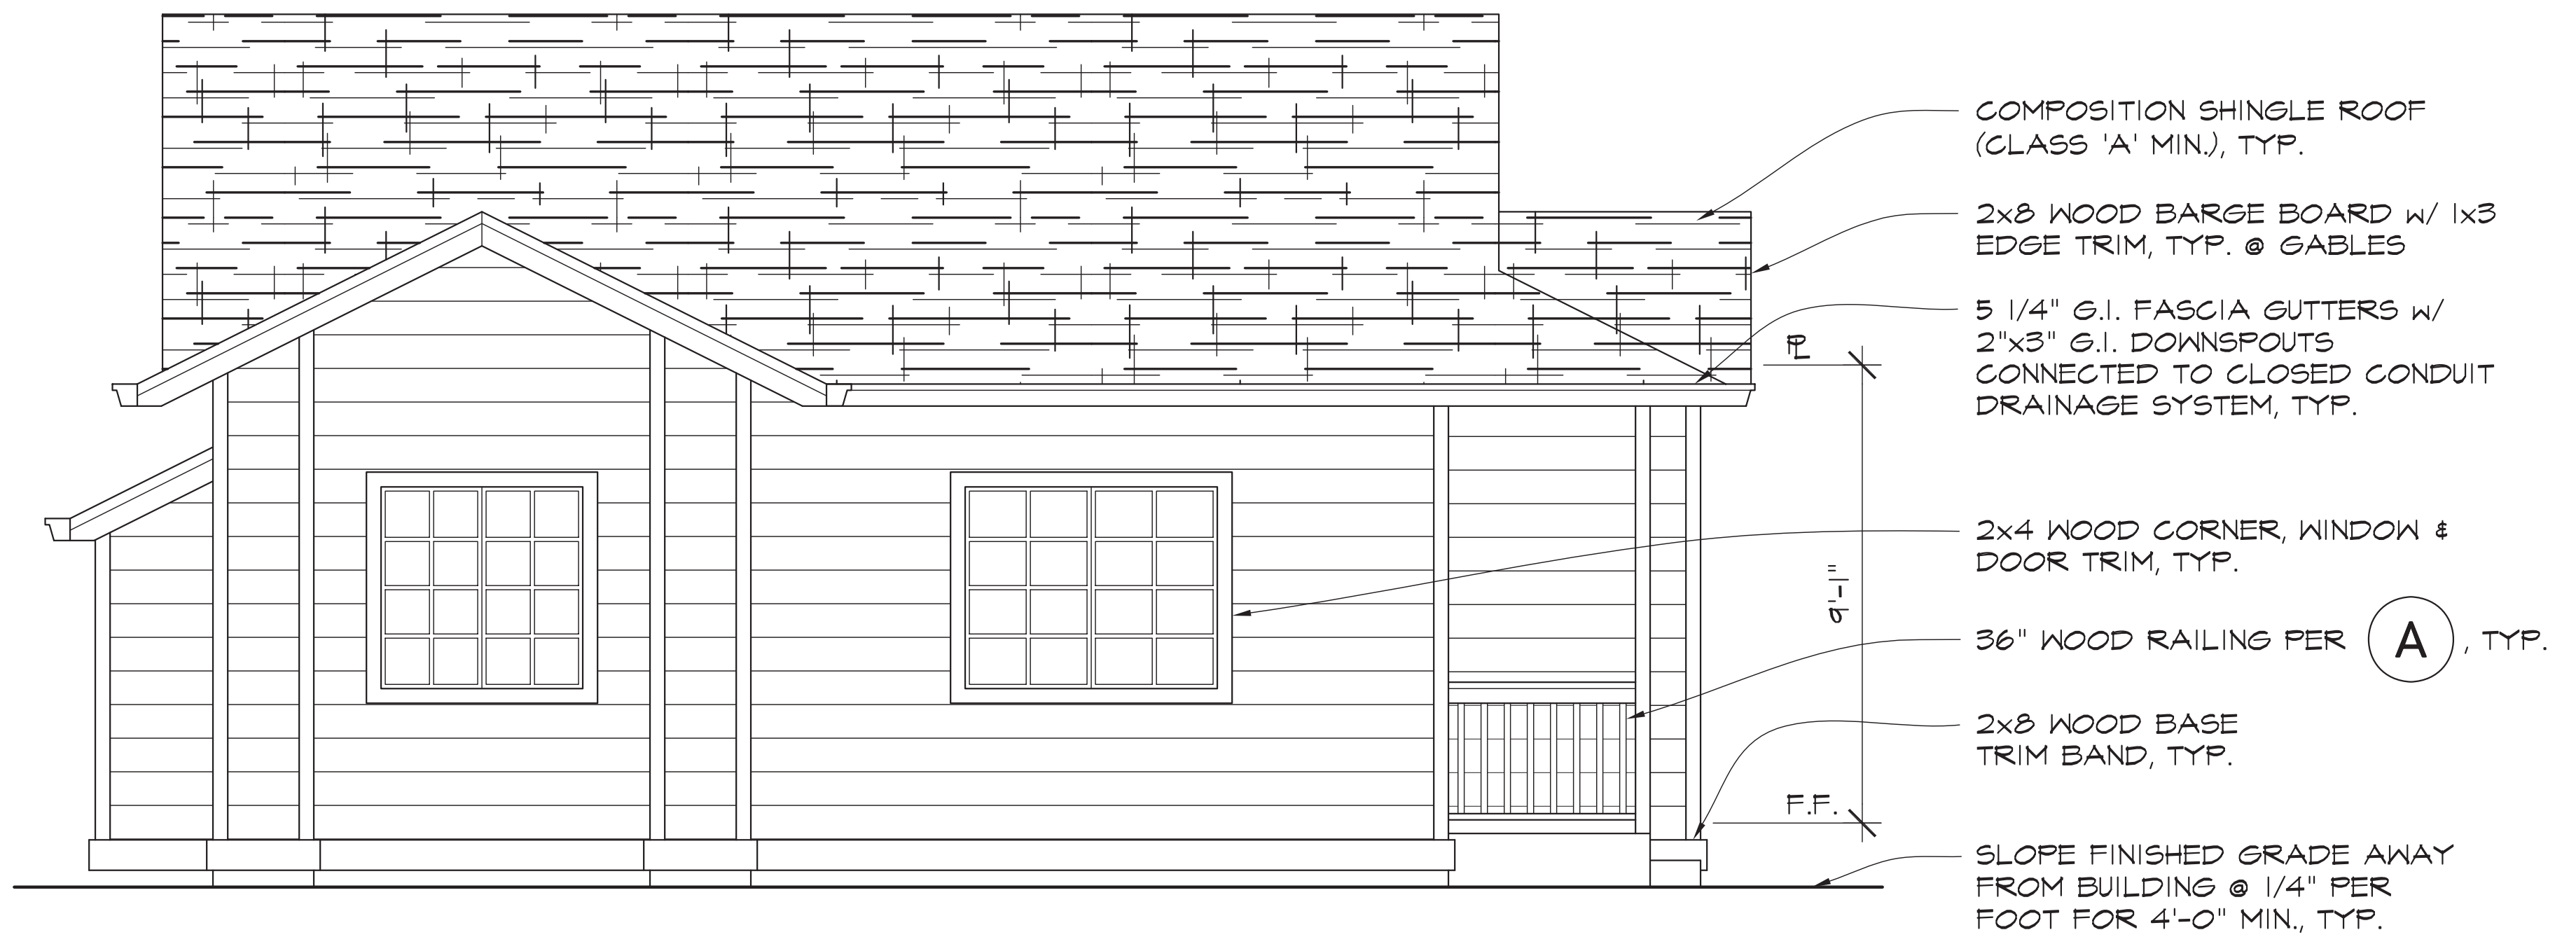 COMPOSITION SHINGLE ROOF
(CLASS 'A' MIN.), TYP.
2x8 WOOD BARGE BOARD w/ 1x3
EDGE TRIM, TYP. @ GABLES
5 1/4" G.I. FASCIA GUTTERS w/
2"x3" G.I. DOWNSPOUTS
CONNECTED TO CLOSED CONDUIT
DRAINAGE SYSTEM, TYP.
PL
2x4 WOOD CORNER, WINDOW &
DOOR TRIM, TYP.
9'-1"
36" WOOD RAILING PER A , TYP.
2x8 WOOD BASE
TRIM BAND, TYP.
F.F.
SLOPE FINISHED GRADE AWAY
FROM BUILDING @ 1/4" PER
FOOT FOR 4'-0" MIN., TYP.